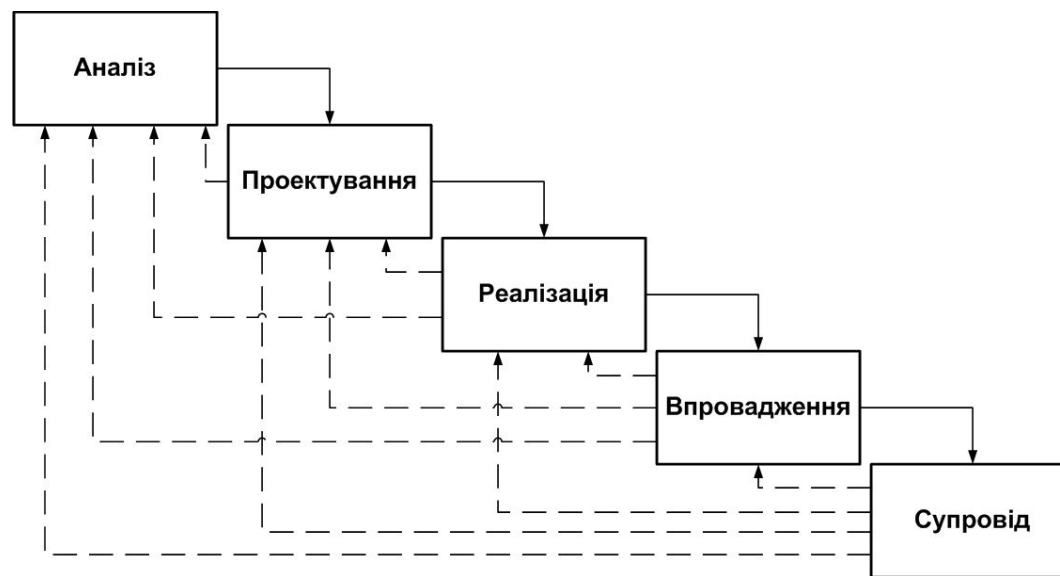 Аналіз
Проектування
Реалізація
Впровадження
Супровід